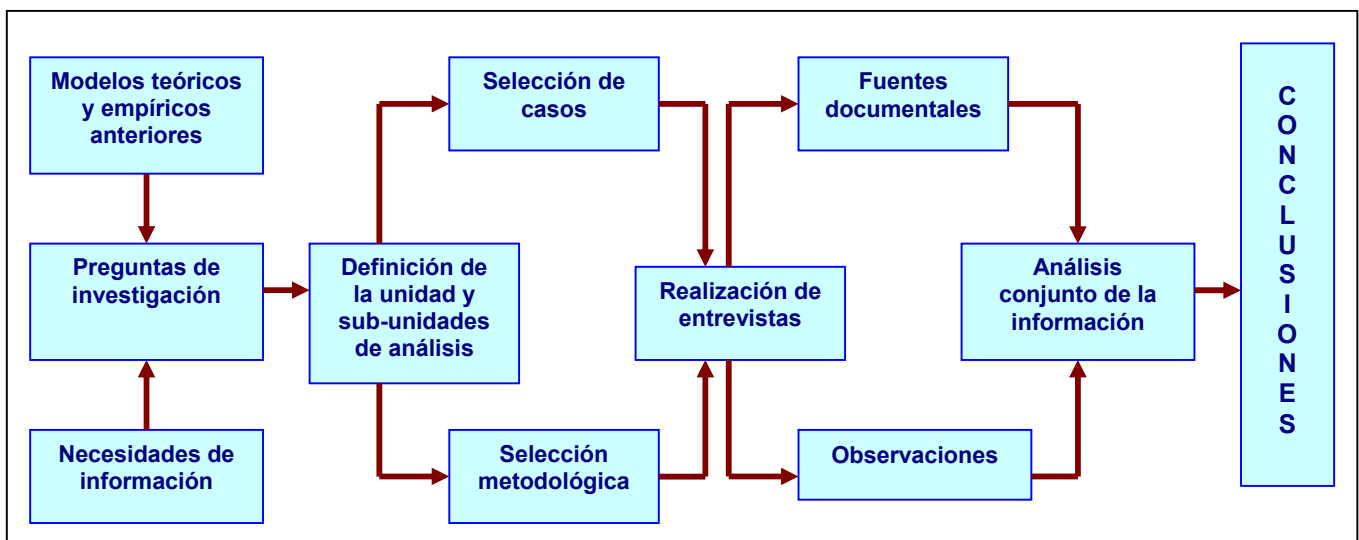 Modelos teóricos
y empíricos
anteriores
Preguntas de
investigación
Necesidades de
información
Definición de
la unidad y
sub-unidades
de análisis
Selección de
casos
Selección
metodológica
Realización de
entrevistas
Fuentes
documentales
Observaciones
Análisis
conjunto de la
información
C
O
N
C
L
U
S
I
O
N
E
S